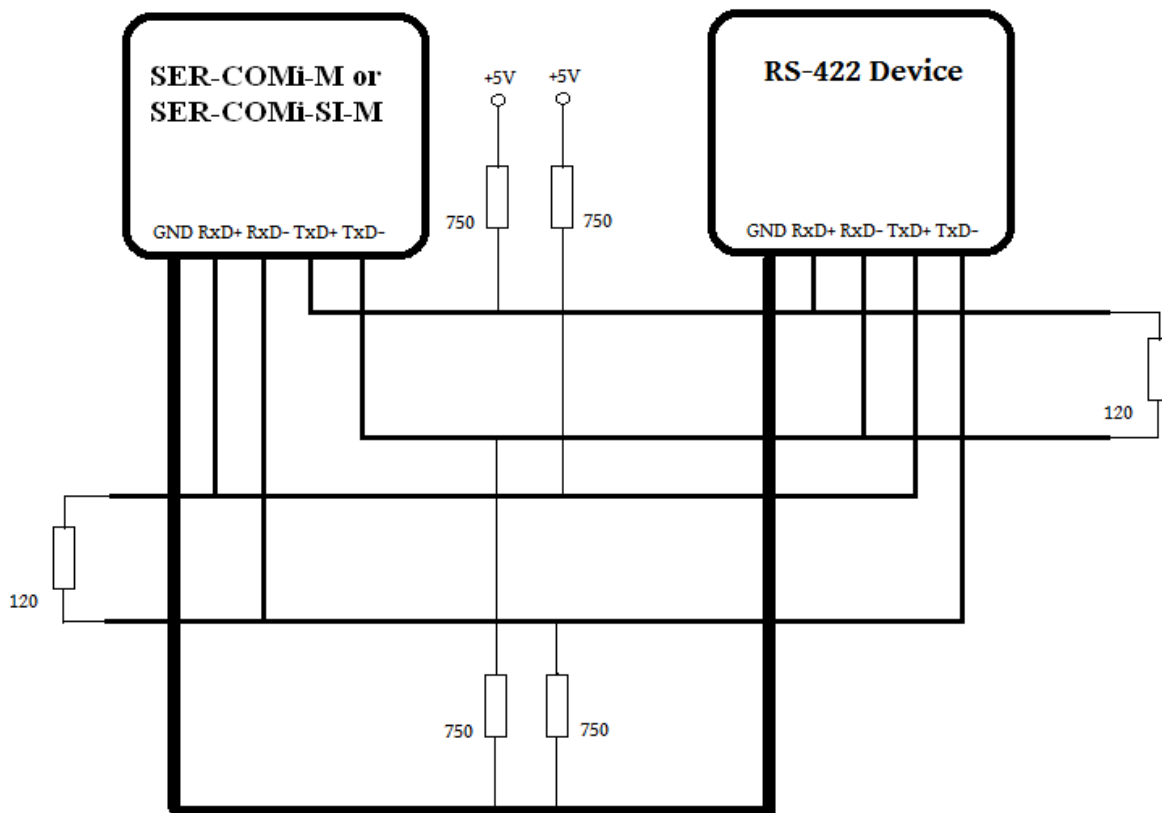 SER-COMi-M or
SER-COMi-SI-M
RS-422 Device
+5V +5V
750
750
GND RxD+ RxD- TxD+ TxD-
GND RxD+ RxD- TxD+ TxD-
120
120
750
750